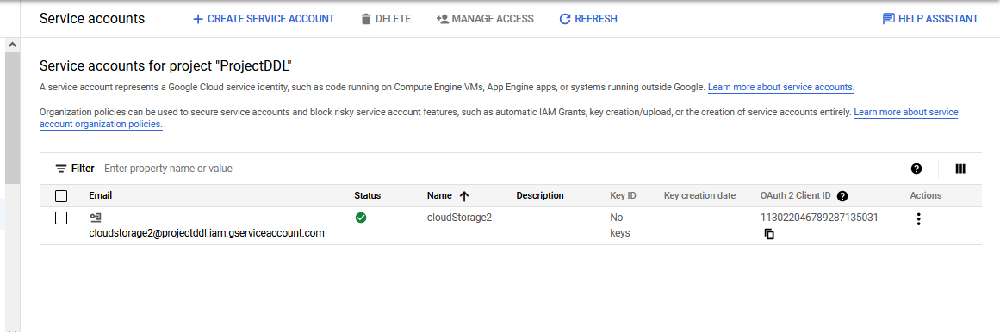 Service accounts
CREATE SERVICE ACCOUNT
DELETE
MANAGE ACCESS
REFRESH
HELP ASSISTANT
Service accounts for project "ProjectDDL"
A service account represents a Google Cloud service identity, such as code running on Compute Engine VMs, App Engine apps, or systems running outside Google. Learn more about service accounts.
Organization policies can be used to secure service accounts and block risky service account features, such as automatic IAM Grants, key creation/upload, or the creation of service accounts entirely. Learn more about service
account organization policies.
Filter Enter property name or value
Email Status Name Description Key ID Key creation date OAuth 2 Client ID Actions
cloudstorage2@projectddl.iam.gserviceaccount.com
cloudStorage2
No
keys
113022046789287135031